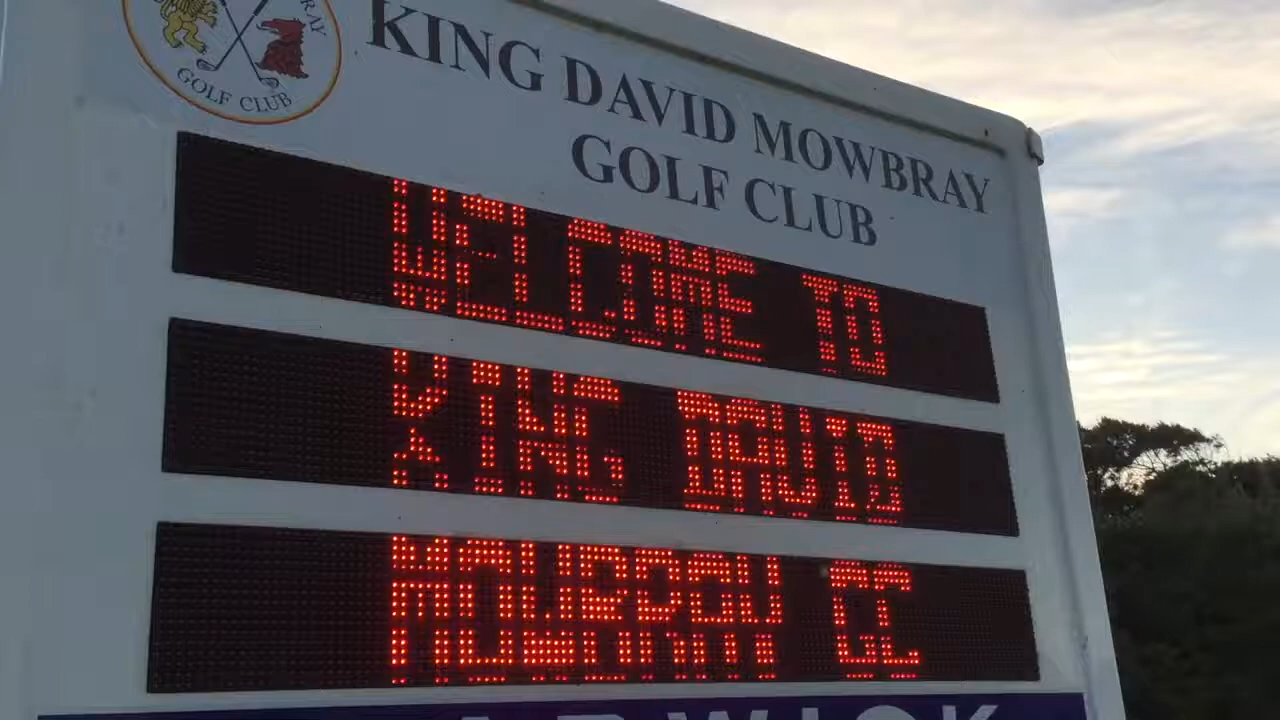 GOLF CLUB
KING DAVID MOWBRAY
GOLF CLUB
WELCOME TO
KING DAVID
MOWBRAY GC